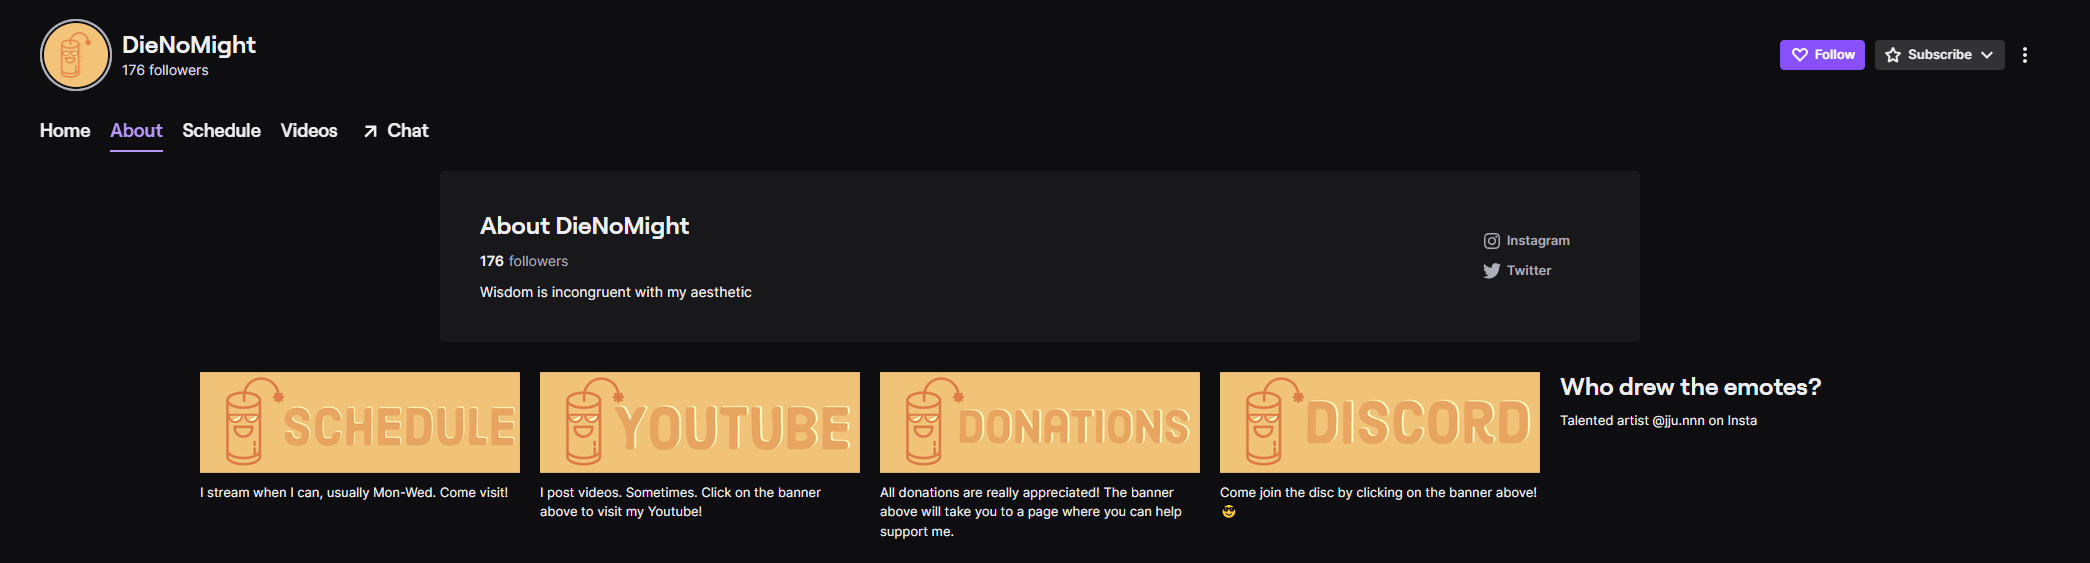 DieNoMight
176 followers
Follow
Subscribe
Home
About
Schedule
Videos
Chat
About DieNoMight
176 followers
Wisdom is incongruent with my aesthetic
Instagram
Twitter
SCHEDULE
I stream when I can, usually Mon-Wed. Come visit!
YOUTUBE
I post videos. Sometimes. Click on the banner
above to visit my Youtube!
DONATIONS
All donations are really appreciated! The banner
above will take you to a page where you can help
support me.
DISCORD
Come join the disc by clicking on the banner above!
😎
Who drew the emotes?
Talented artist @jju.nnn on Insta